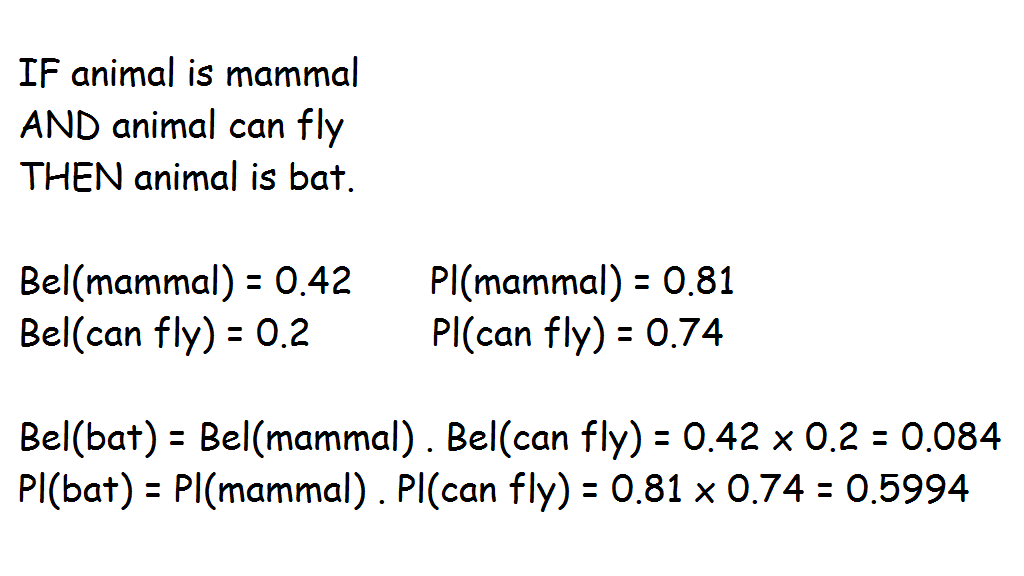 IF animal is mammal
AND animal can fly
THEN animal is bat.
Bel(mammal) = 0.42 Pl(mammal) = 0.81
Bel(can fly) = 0.2 Pl(can fly) = 0.74
Bel(bat) = Bel(mammal) . Bel(can fly) = 0.42 x 0.2 = 0.084
Pl(bat) = Pl(mammal) . Pl(can fly) = 0.81 x 0.74 = 0.5994